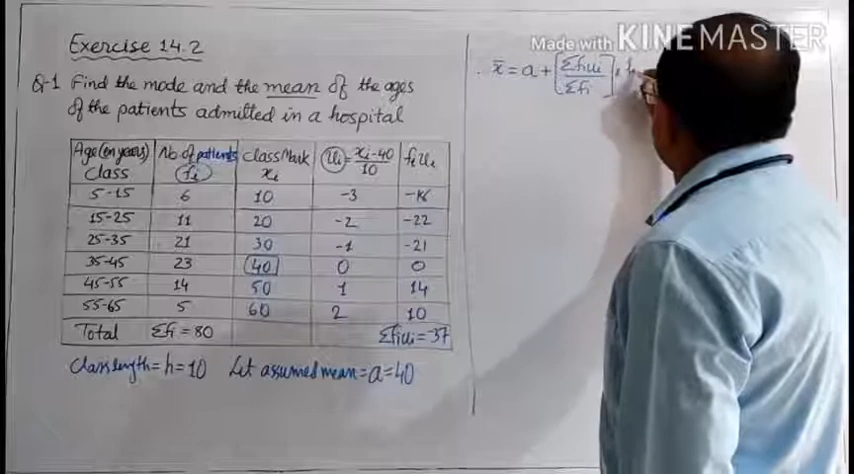 Made with KINEMASTER
Exercise 14.2
Q-1 Find the mode and the mean of the ages
of the patients admitted in a hospital
Age (in years) Class | No of patients fi | Class Mark xi | ui = xi-40/10 | fiui
5-15 | 6 | 10 | -3 | -18
15-25 | 11 | 20 | -2 | -22
25-35 | 21 | 30 | -1 | -21
35-45 | 23 | 40 | 0 | 0
45-55 | 14 | 50 | 1 | 14
55-65 | 5 | 60 | 2 | 10
Total | Σfi = 80 | Σfiui = -37
Class length = h = 10 Let assumed mean = a = 40
x̄ = a + [Σfiui/Σfi] × h